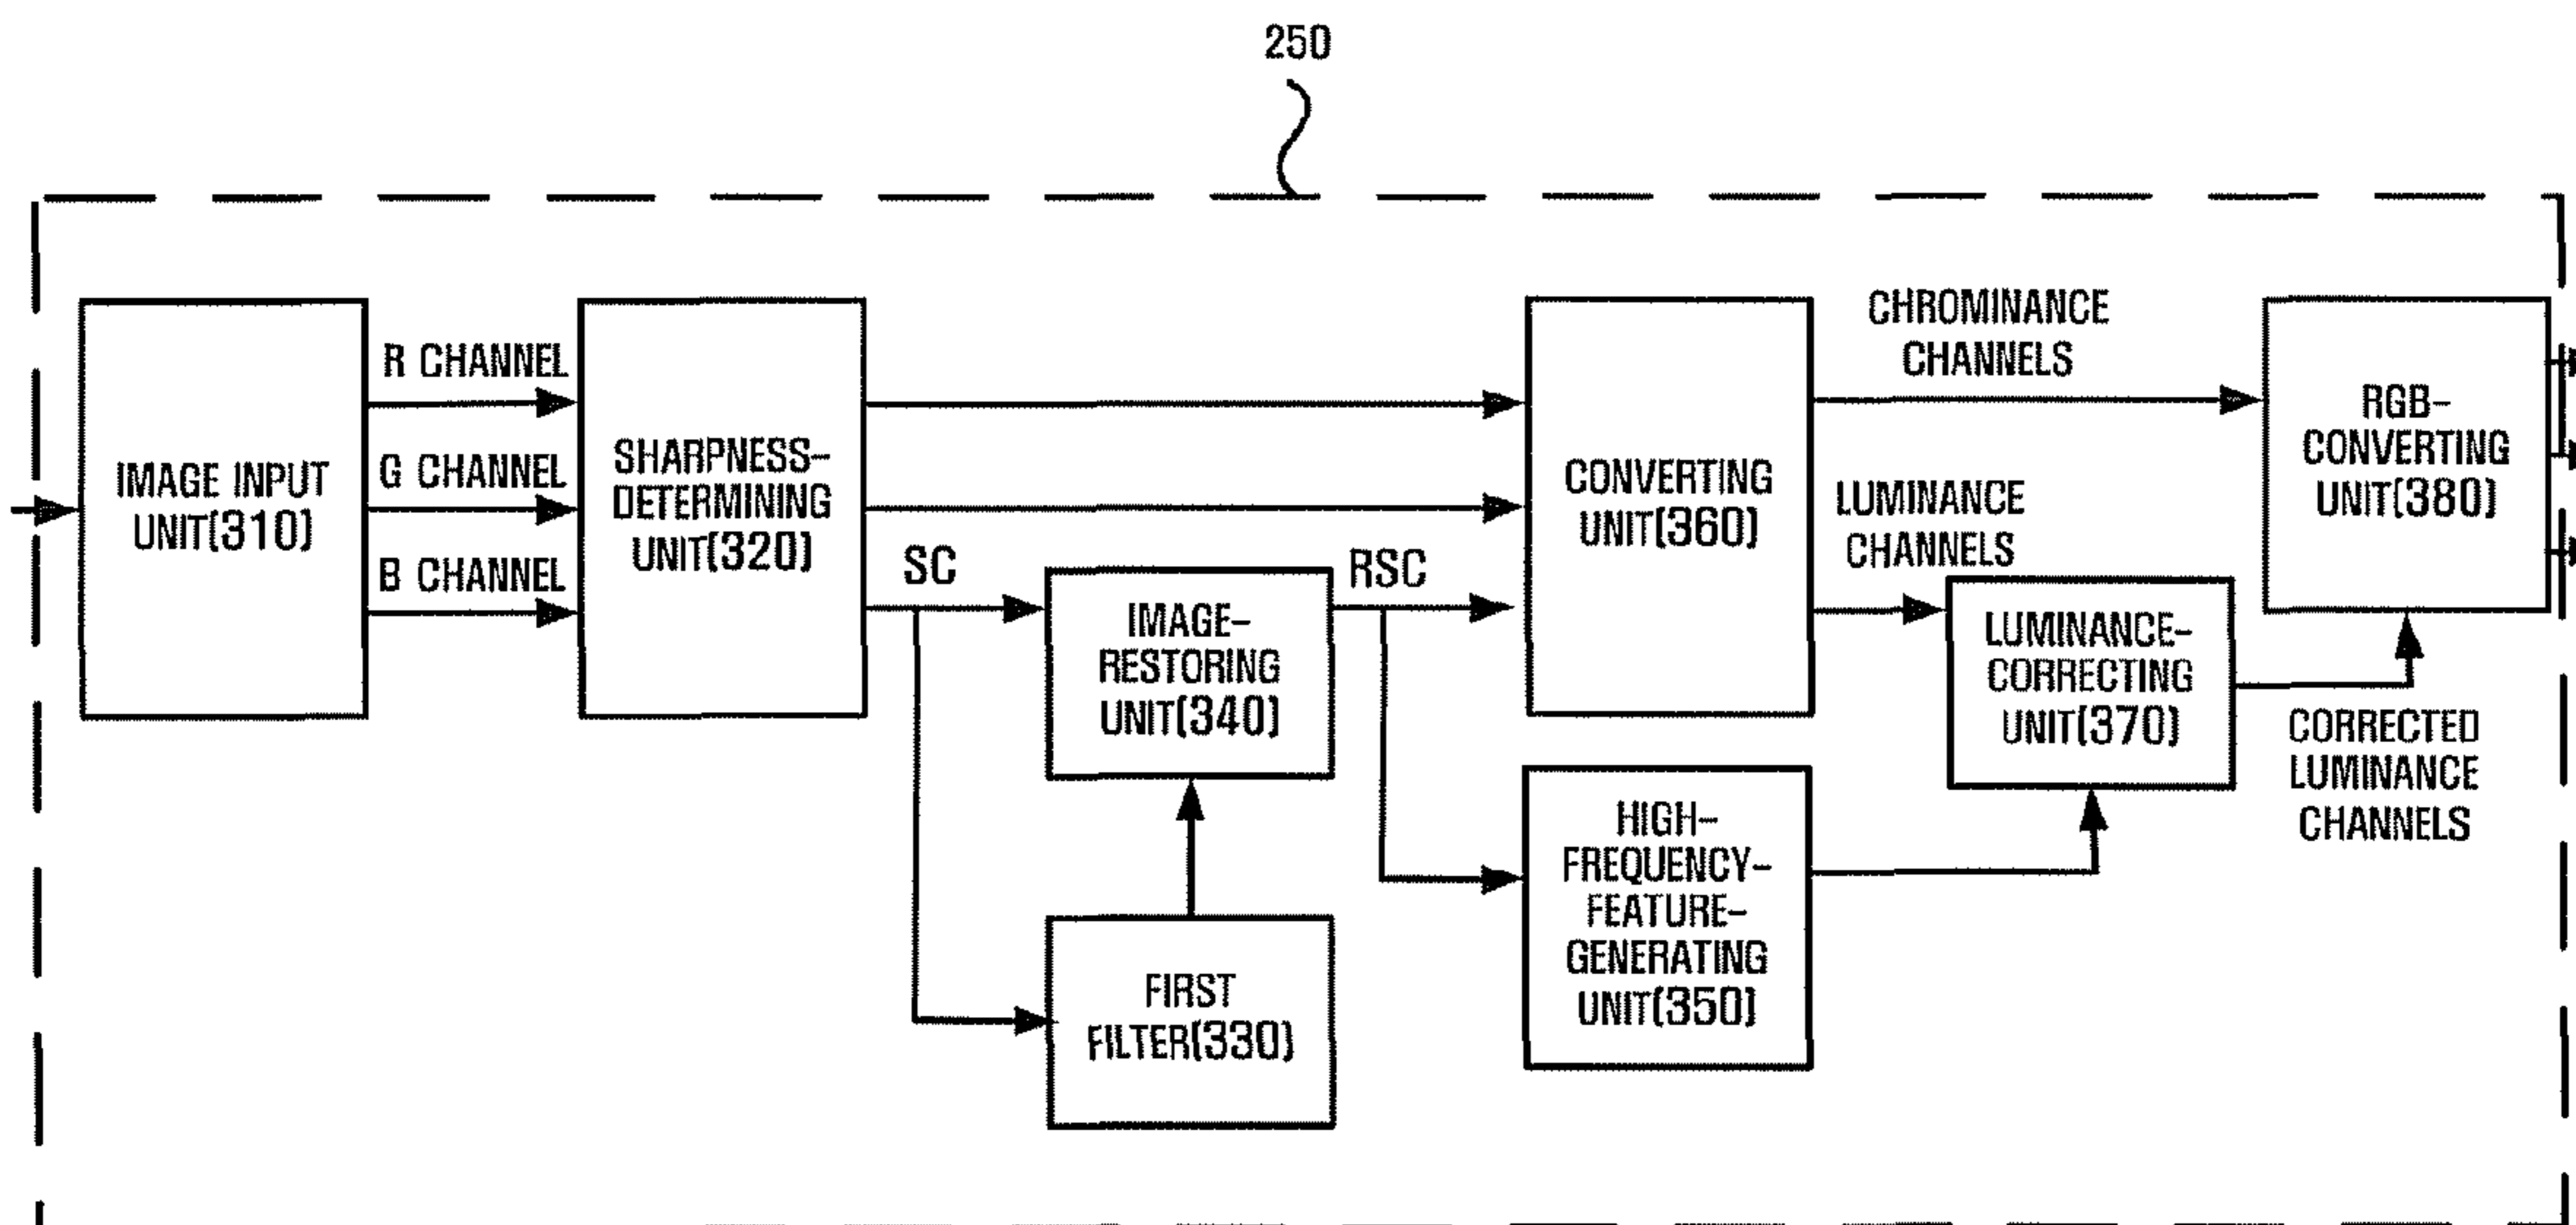 250
IMAGE INPUT
UNIT(310)
R CHANNEL
G CHANNEL
B CHANNEL
SHARPNESS-
DETERMINING
UNIT(320)
SC
IMAGE-
RESTORING
UNIT(340)
RSC
FIRST
FILTER(330)
CONVERTING
UNIT(360)
HIGH-
FREQUENCY-
FEATURE-
GENERATING
UNIT(350)
CHROMINANCE
CHANNELS
LUMINANCE
CHANNELS
LUMINANCE-
CORRECTING
UNIT(370)
CORRECTED
LUMINANCE
CHANNELS
RGB-
CONVERTING
UNIT(380)